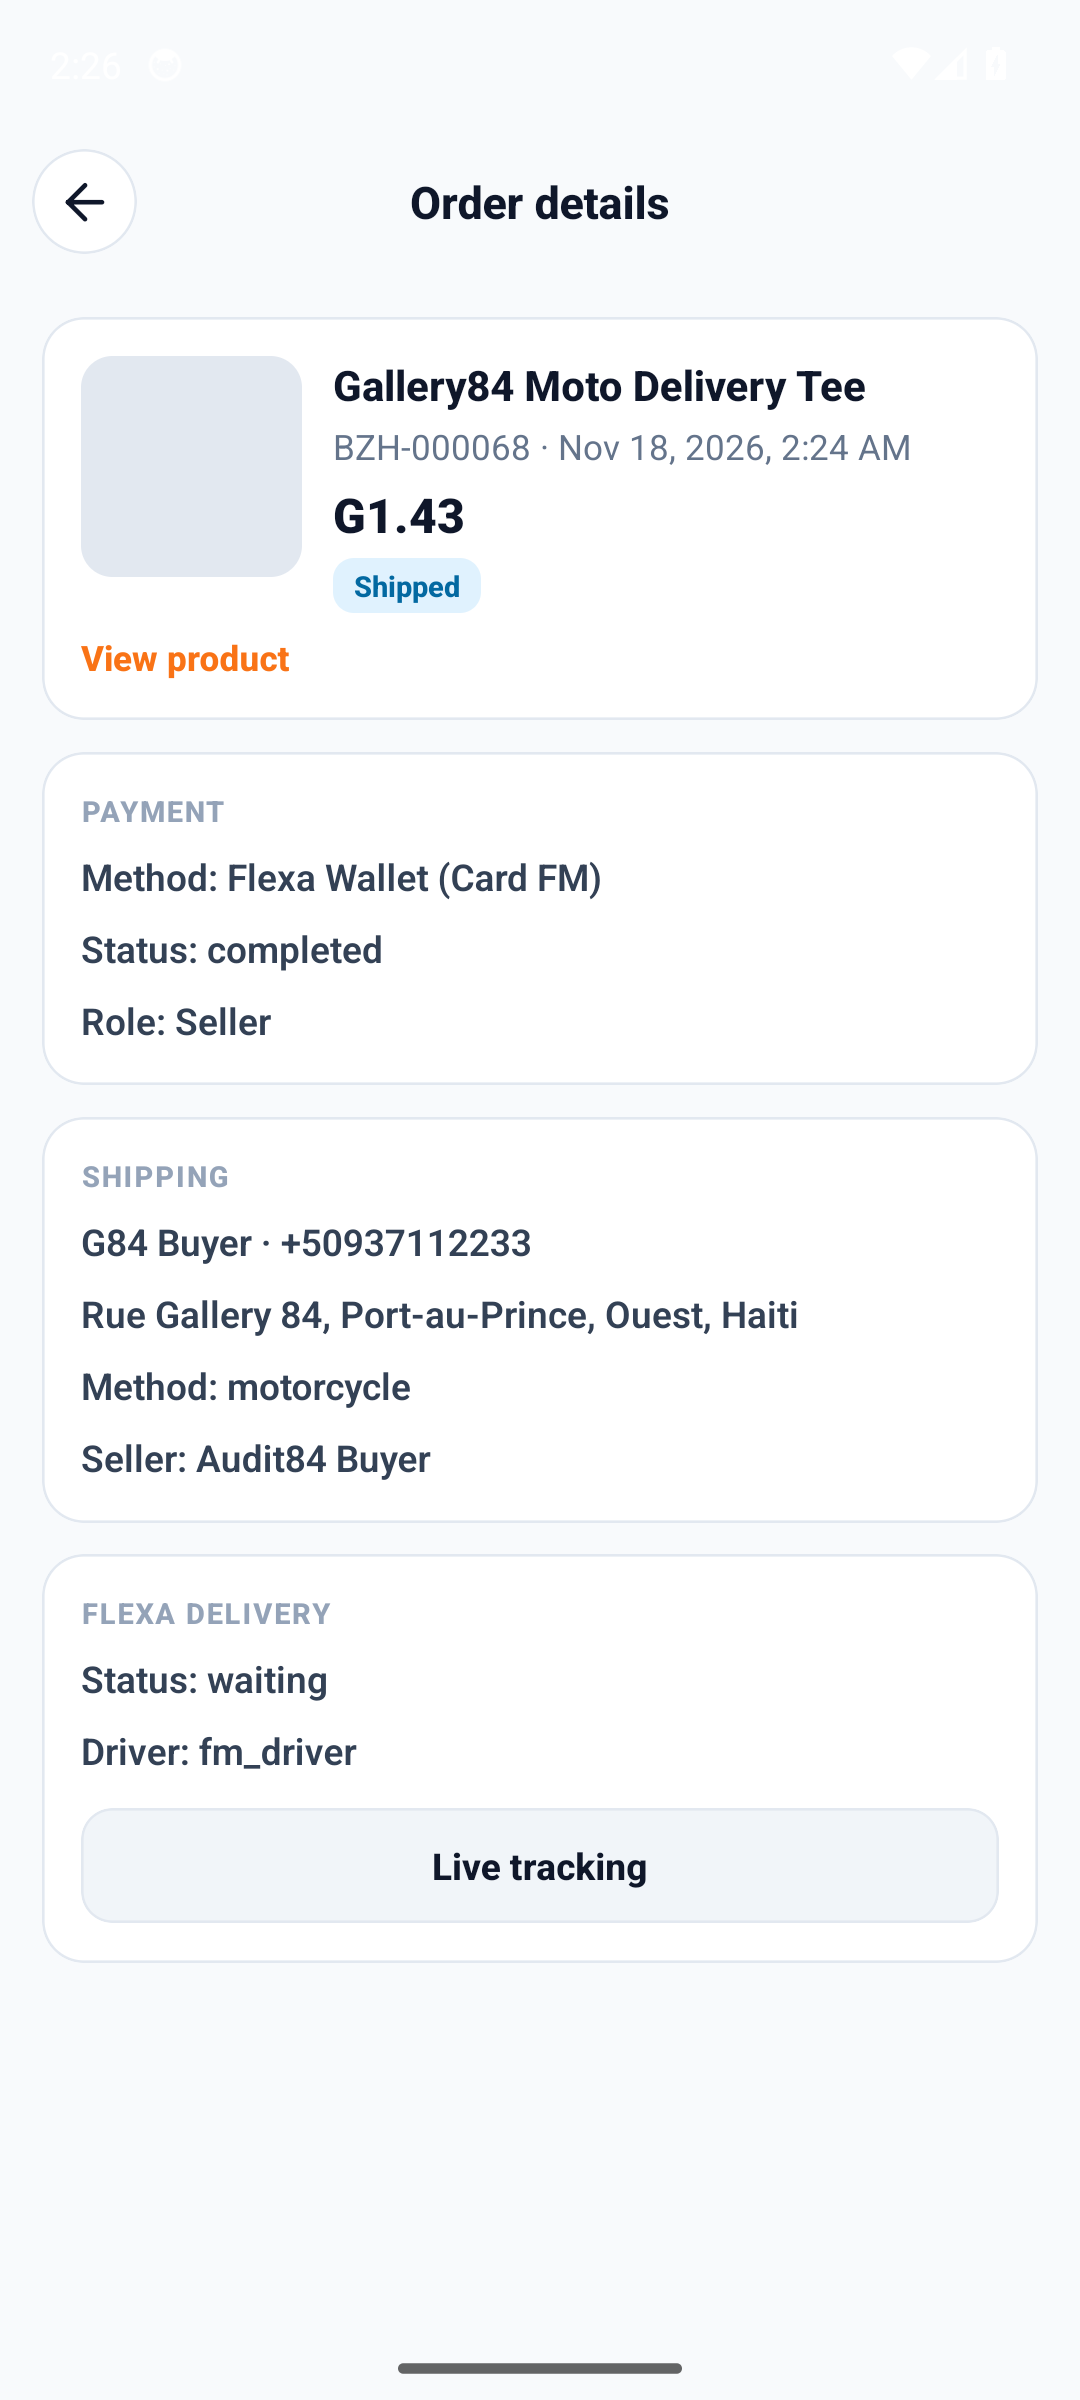 2:26
Order details
Gallery84 Moto Delivery Tee
BZH-000068 · Nov 18, 2026, 2:24 AM
G1.43
Shipped
View product
PAYMENT
Method: Flexa Wallet (Card FM)
Status: completed
Role: Seller
SHIPPING
G84 Buyer · +50937112233
Rue Gallery 84, Port-au-Prince, Ouest, Haiti
Method: motorcycle
Seller: Audit84 Buyer
FLEXA DELIVERY
Status: waiting
Driver: fm_driver
Live tracking